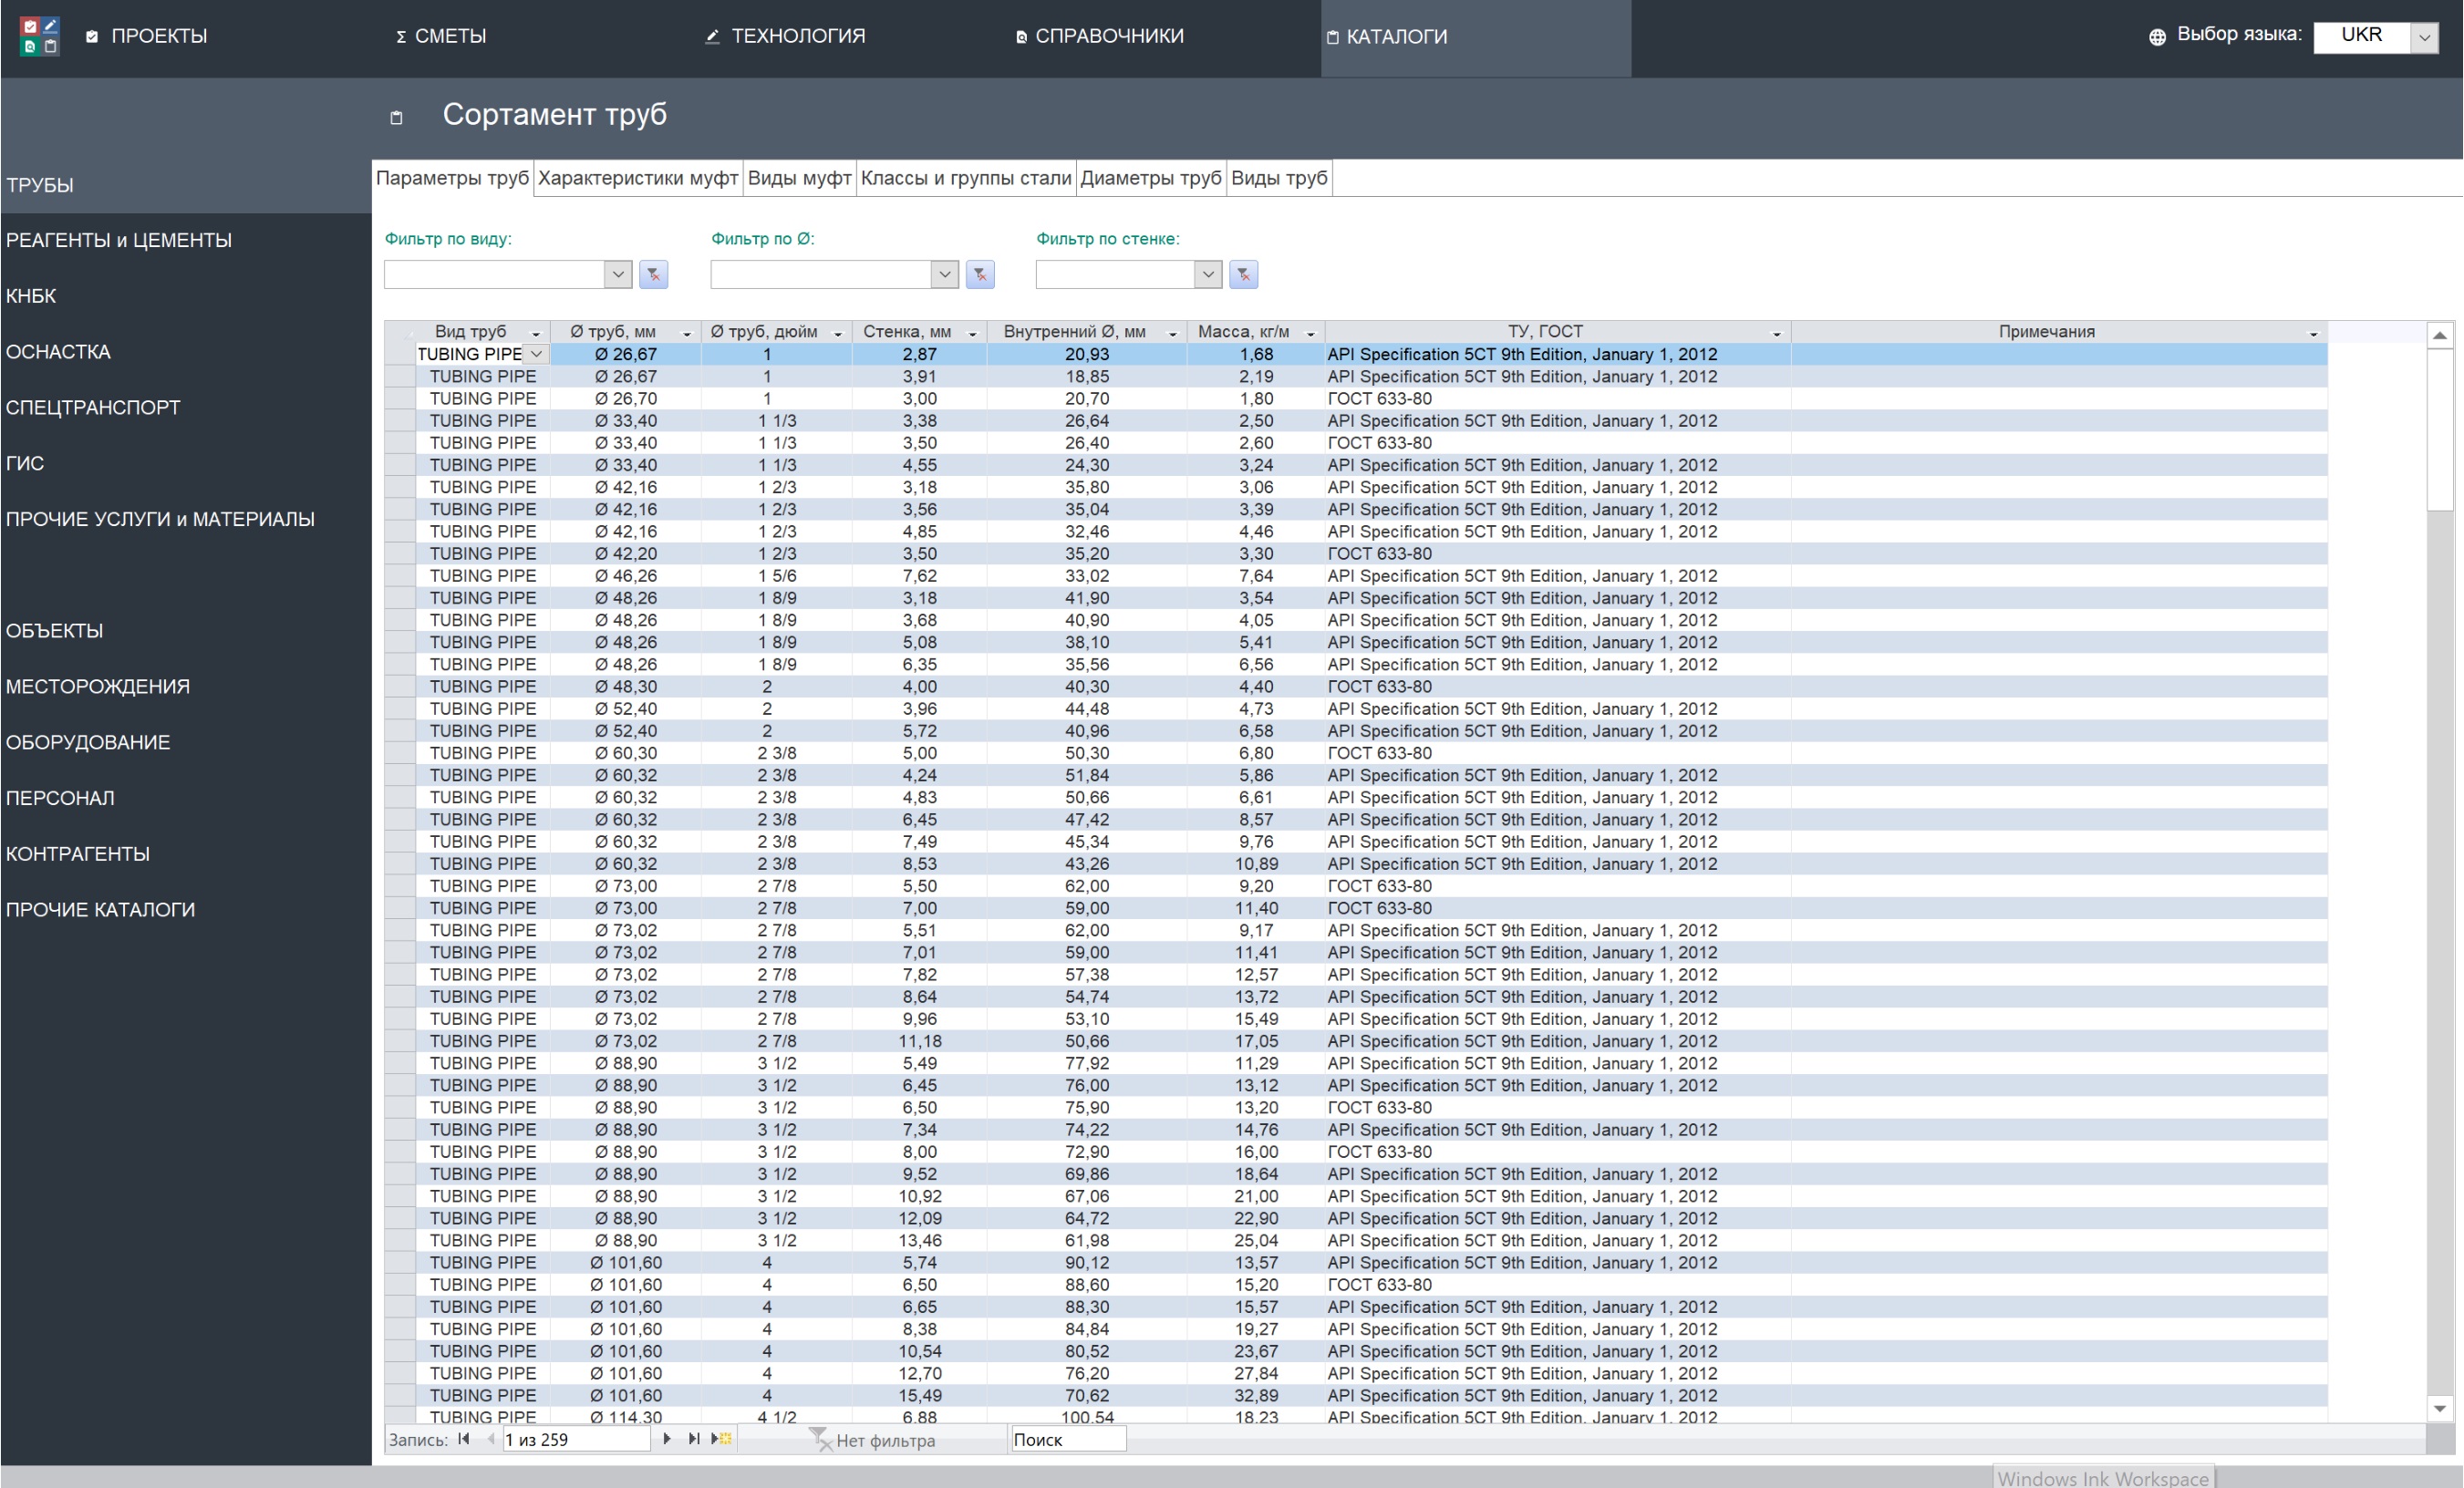 ПРОЕКТЫ Σ СМЕТЫ ТЕХНОЛОГИЯ СПРАВОЧНИКИ КАТАЛОГИ Выбор языка: UKR
Сортамент труб
ТРУБЫ
РЕАГЕНТЫ и ЦЕМЕНТЫ
КНБК
ОСНАСТКА
СПЕЦТРАНСПОРТ
ГИС
ПРОЧИЕ УСЛУГИ и МАТЕРИАЛЫ
ОБЪЕКТЫ
МЕСТОРОЖДЕНИЯ
ОБОРУДОВАНИЕ
ПЕРСОНАЛ
КОНТРАГЕНТЫ
ПРОЧИЕ КАТАЛОГИ
Параметры труб Характеристики муфт Виды муфт Классы и группы стали Диаметры труб Виды труб
Фильтр по виду: Фильтр по Ø: Фильтр по стенке:
Вид труб Ø труб, мм Ø труб, дюйм Стенка, мм Внутренний Ø, мм Масса, кг/м ТУ, ГОСТ Примечания
TUBING PIPE Ø 26,67 1 2,87 20,93 1,68 API Specification 5CT 9th Edition, January 1, 2012
TUBING PIPE Ø 26,67 1 3,91 18,85 2,19 API Specification 5CT 9th Edition, January 1, 2012
TUBING PIPE Ø 26,70 1 3,00 20,70 1,80 ГОСТ 633-80
TUBING PIPE Ø 33,40 1 1/3 3,38 26,64 2,50 API Specification 5CT 9th Edition, January 1, 2012
TUBING PIPE Ø 33,40 1 1/3 3,50 26,40 2,60 ГОСТ 633-80
TUBING PIPE Ø 33,40 1 1/3 4,55 24,30 3,24 API Specification 5CT 9th Edition, January 1, 2012
TUBING PIPE Ø 42,16 1 2/3 3,18 35,80 3,06 API Specification 5CT 9th Edition, January 1, 2012
TUBING PIPE Ø 42,16 1 2/3 3,56 35,04 3,39 API Specification 5CT 9th Edition, January 1, 2012
TUBING PIPE Ø 42,16 1 2/3 4,85 32,46 4,46 API Specification 5CT 9th Edition, January 1, 2012
TUBING PIPE Ø 42,20 1 2/3 3,50 35,20 3,30 ГОСТ 633-80
TUBING PIPE Ø 46,26 1 5/6 7,62 33,02 7,64 API Specification 5CT 9th Edition, January 1, 2012
TUBING PIPE Ø 48,26 1 8/9 3,18 41,90 3,54 API Specification 5CT 9th Edition, January 1, 2012
TUBING PIPE Ø 48,26 1 8/9 3,68 40,90 4,05 API Specification 5CT 9th Edition, January 1, 2012
TUBING PIPE Ø 48,26 1 8/9 5,08 38,10 5,41 API Specification 5CT 9th Edition, January 1, 2012
TUBING PIPE Ø 48,26 1 8/9 6,35 35,56 6,56 API Specification 5CT 9th Edition, January 1, 2012
TUBING PIPE Ø 48,30 2 4,00 40,30 4,40 ГОСТ 633-80
TUBING PIPE Ø 52,40 2 3,96 44,48 4,73 API Specification 5CT 9th Edition, January 1, 2012
TUBING PIPE Ø 52,40 2 5,72 40,96 6,58 API Specification 5CT 9th Edition, January 1, 2012
TUBING PIPE Ø 60,30 2 3/8 5,00 50,30 6,80 ГОСТ 633-80
TUBING PIPE Ø 60,32 2 3/8 4,24 51,84 5,86 API Specification 5CT 9th Edition, January 1, 2012
TUBING PIPE Ø 60,32 2 3/8 4,83 50,66 6,61 API Specification 5CT 9th Edition, January 1, 2012
TUBING PIPE Ø 60,32 2 3/8 6,45 47,42 8,57 API Specification 5CT 9th Edition, January 1, 2012
TUBING PIPE Ø 60,32 2 3/8 7,49 45,34 9,76 API Specification 5CT 9th Edition, January 1, 2012
TUBING PIPE Ø 60,32 2 3/8 8,53 43,26 10,89 API Specification 5CT 9th Edition, January 1, 2012
TUBING PIPE Ø 73,00 2 7/8 5,50 62,00 9,20 ГОСТ 633-80
TUBING PIPE Ø 73,00 2 7/8 7,00 59,00 11,40 ГОСТ 633-80
TUBING PIPE Ø 73,02 2 7/8 5,51 62,00 9,17 API Specification 5CT 9th Edition, January 1, 2012
TUBING PIPE Ø 73,02 2 7/8 7,01 59,00 11,41 API Specification 5CT 9th Edition, January 1, 2012
TUBING PIPE Ø 73,02 2 7/8 7,82 57,38 12,57 API Specification 5CT 9th Edition, January 1, 2012
TUBING PIPE Ø 73,02 2 7/8 8,64 54,74 13,72 API Specification 5CT 9th Edition, January 1, 2012
TUBING PIPE Ø 73,02 2 7/8 9,96 53,10 15,49 API Specification 5CT 9th Edition, January 1, 2012
TUBING PIPE Ø 73,02 2 7/8 11,18 50,66 17,05 API Specification 5CT 9th Edition, January 1, 2012
TUBING PIPE Ø 88,90 3 1/2 5,49 77,92 11,29 API Specification 5CT 9th Edition, January 1, 2012
TUBING PIPE Ø 88,90 3 1/2 6,45 76,00 13,12 API Specification 5CT 9th Edition, January 1, 2012
TUBING PIPE Ø 88,90 3 1/2 6,50 75,90 13,20 ГОСТ 633-80
TUBING PIPE Ø 88,90 3 1/2 7,34 74,22 14,76 API Specification 5CT 9th Edition, January 1, 2012
TUBING PIPE Ø 88,90 3 1/2 8,00 72,90 16,00 ГОСТ 633-80
TUBING PIPE Ø 88,90 3 1/2 9,52 69,86 18,64 API Specification 5CT 9th Edition, January 1, 2012
TUBING PIPE Ø 88,90 3 1/2 10,92 67,06 21,00 API Specification 5CT 9th Edition, January 1, 2012
TUBING PIPE Ø 88,90 3 1/2 12,09 64,72 22,90 API Specification 5CT 9th Edition, January 1, 2012
TUBING PIPE Ø 88,90 3 1/2 13,46 61,98 25,04 API Specification 5CT 9th Edition, January 1, 2012
TUBING PIPE Ø 101,60 4 5,74 90,12 13,57 API Specification 5CT 9th Edition, January 1, 2012
TUBING PIPE Ø 101,60 4 6,50 88,60 15,20 ГОСТ 633-80
TUBING PIPE Ø 101,60 4 6,65 88,30 15,57 API Specification 5CT 9th Edition, January 1, 2012
TUBING PIPE Ø 101,60 4 8,38 84,84 19,27 API Specification 5CT 9th Edition, January 1, 2012
TUBING PIPE Ø 101,60 4 10,54 80,52 23,67 API Specification 5CT 9th Edition, January 1, 2012
TUBING PIPE Ø 101,60 4 12,70 76,20 27,84 API Specification 5CT 9th Edition, January 1, 2012
TUBING PIPE Ø 101,60 4 15,49 70,62 32,89 API Specification 5CT 9th Edition, January 1, 2012
TUBING PIPE Ø 114,30 4 1/2 6,88 100,54 18,23 API Specification 5CT 9th Edition, January 1, 2012
Запись: 1 из 259 Нет фильтра Поиск
Windows Ink Workspace